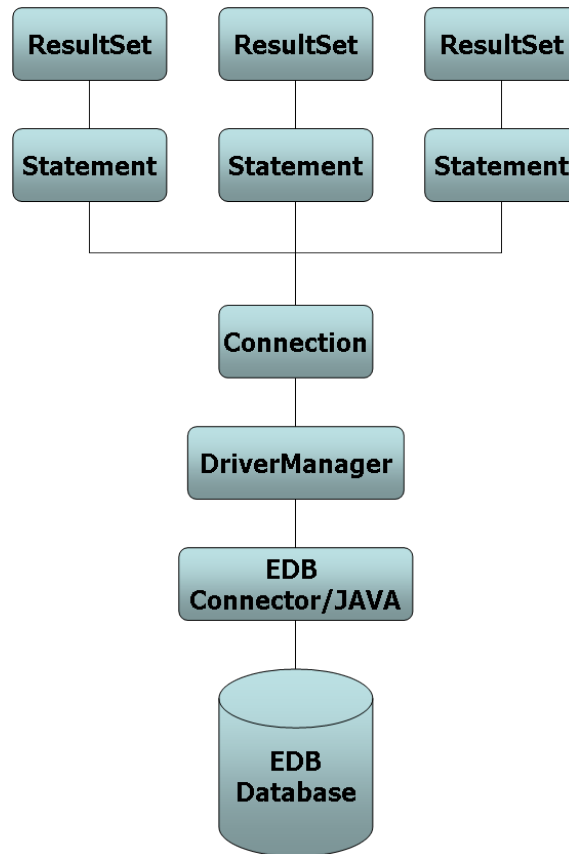 ResultSet ResultSet ResultSet
Statement Statement Statement
Connection
DriverManager
EDB
Connector/JAVA
EDB
Database